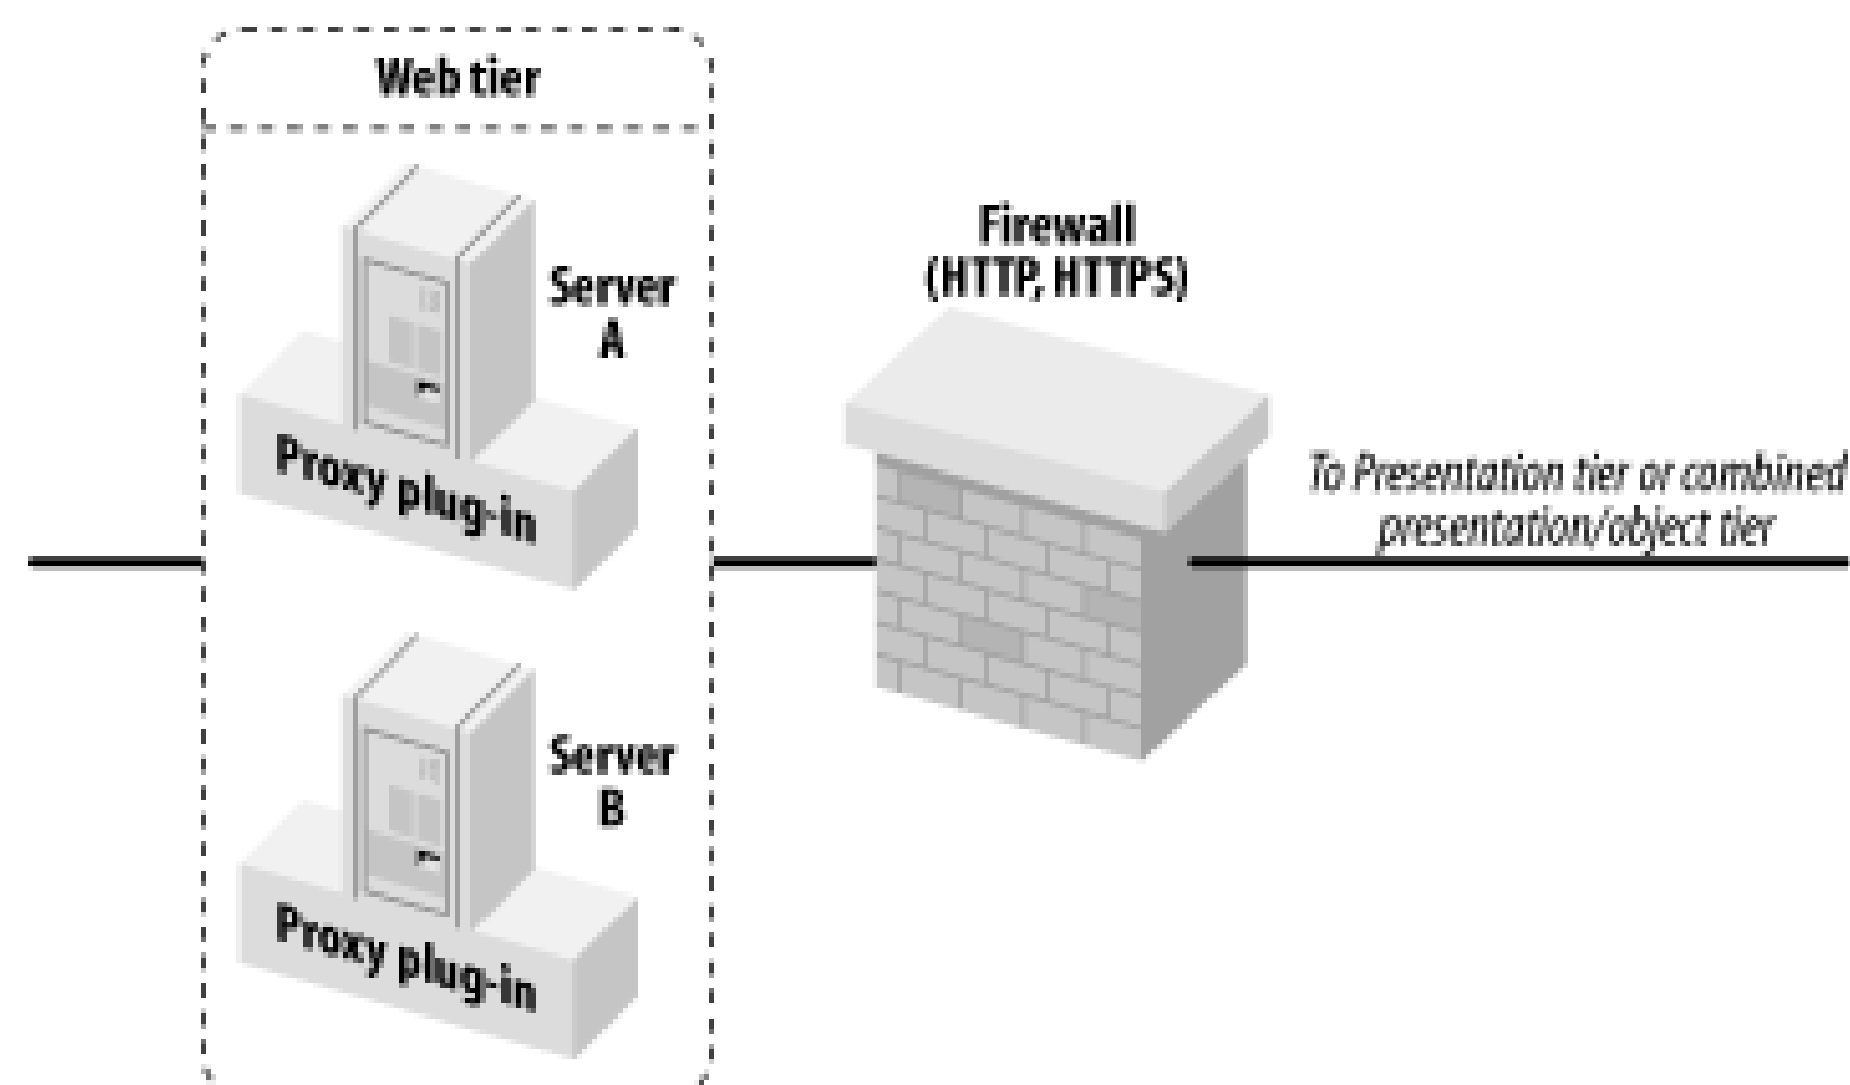 Web tier
Server
A
Proxy plug-in
Firewall
(HTTP, HTTPS)
To Presentation tier or combined
presentation/object tier
Server
B
Proxy plug-in